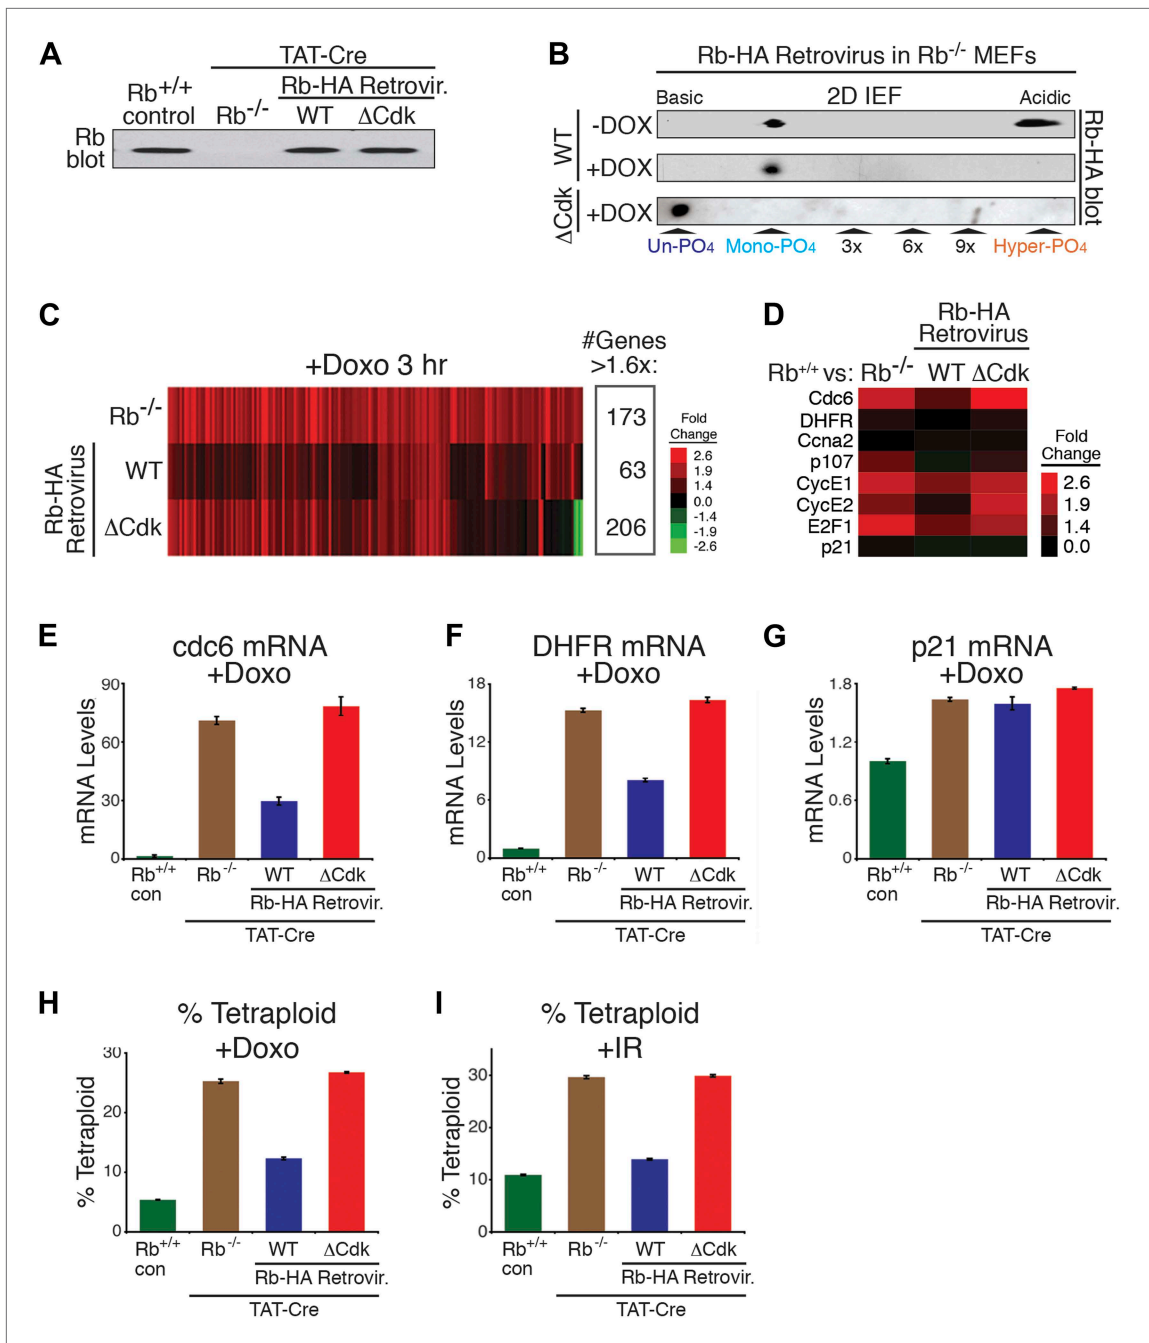 A
TAT-Cre
Rb-HA Retrovir.
Rb+/+
control
Rb-/-
WT
ΔCdk
Rb
blot
B
Rb-HA Retrovirus in Rb-/- MEFs
Basic
2D IEF
Acidic
WT
-DOX
+DOX
ΔCdk
+DOX
Rb-HA blot
Un-PO4
Mono-PO4
3x
6x
9x
Hyper-PO4
C
+Doxo 3 hr
#Genes
>1.6x:
Rb-/-
173
Rb-HA
Retrovirus
WT
63
ΔCdk
206
Fold
Change
2.6
1.9
1.4
0.0
-1.4
-1.9
-2.6
D
Rb-HA
Retrovirus
Rb+/+ vs:
Rb-/-
WT
ΔCdk
Cdc6
DHFR
Ccna2
p107
CycE1
CycE2
E2F1
p21
Fold
Change
2.6
1.9
1.4
0.0
E
cdc6 mRNA
+Doxo
mRNA Levels
90
60
30
0
Rb+/+
con
Rb-/-
WT
ΔCdk
Rb-HA Retrovir.
TAT-Cre
F
DHFR mRNA
+Doxo
mRNA Levels
18
12
6
0
Rb+/+
con
Rb-/-
WT
ΔCdk
Rb-HA Retrovir.
TAT-Cre
G
p21 mRNA
+Doxo
mRNA Levels
1.8
1.2
0.6
0
Rb+/+
con
Rb-/-
WT
ΔCdk
Rb-HA Retrovir.
TAT-Cre
H
% Tetraploid
+Doxo
% Tetraploid
30
20
10
0
Rb+/+
con
Rb-/-
WT
ΔCdk
Rb-HA Retrovir.
TAT-Cre
I
% Tetraploid
+IR
% Tetraploid
30
20
10
0
Rb+/+
con
Rb-/-
WT
ΔCdk
Rb-HA Retrovir.
TAT-Cre